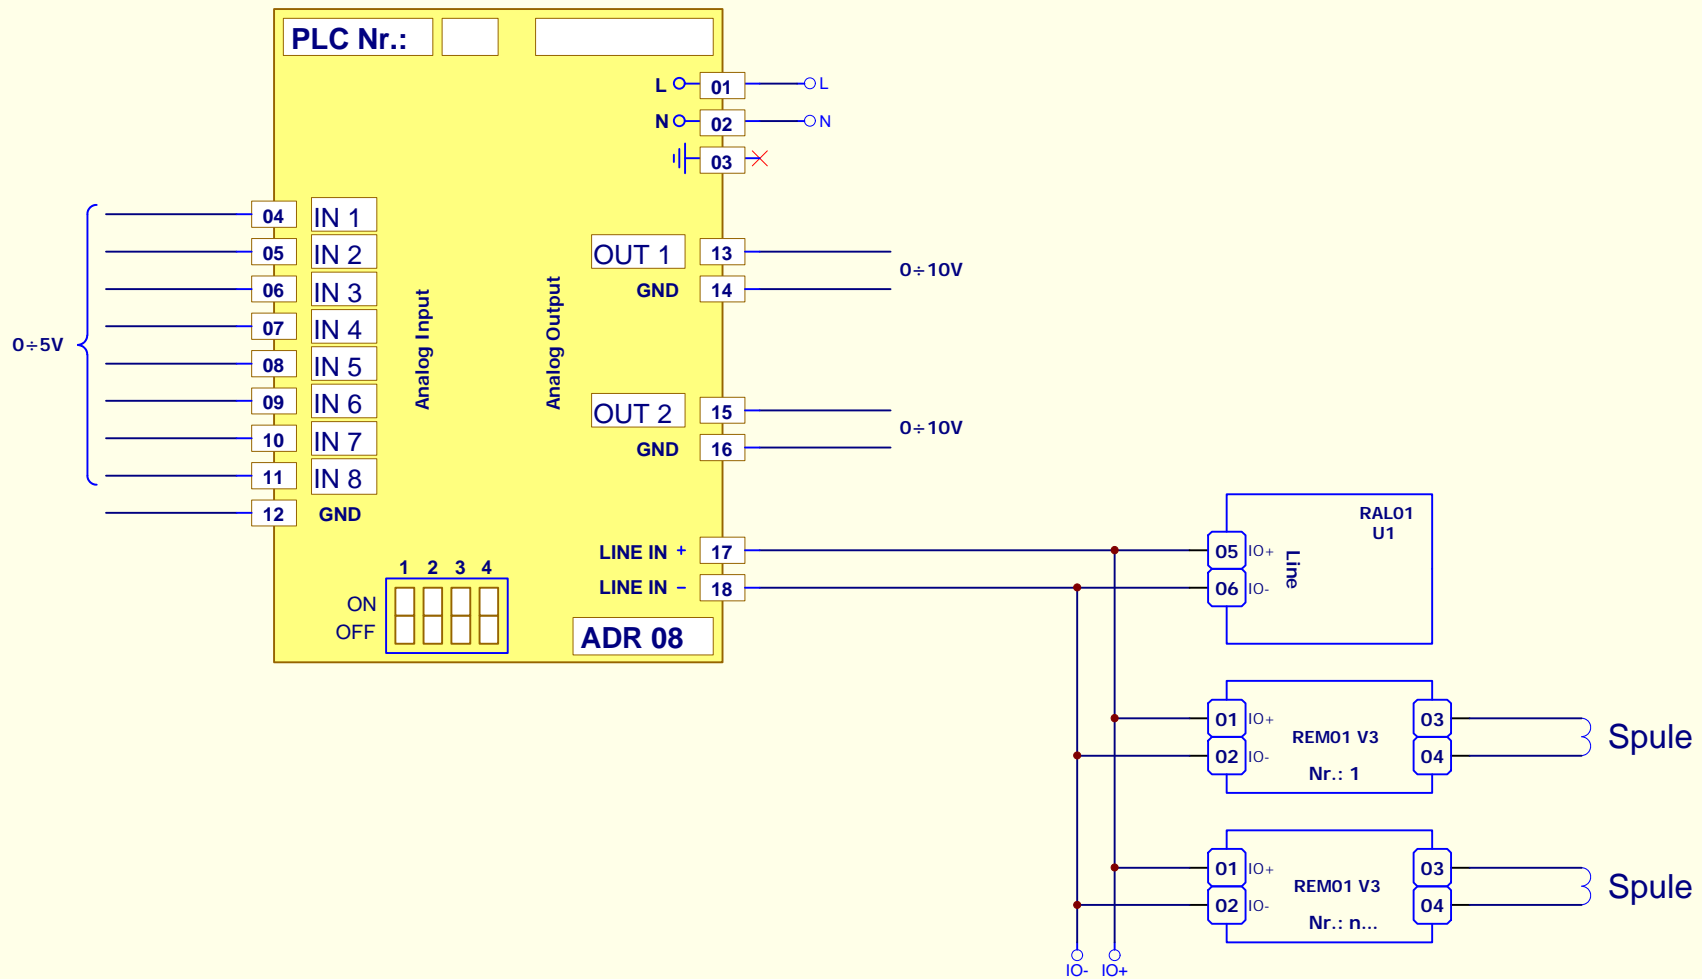 PLC Nr.:
L 01 L
N 02 N
03
04 IN 1
05 IN 2
06 IN 3
07 IN 4
08 IN 5
09 IN 6
10 IN 7
11 IN 8
12 GND
0÷5V
Analog Input
Analog Output
OUT 1 13
GND 14
0÷10V
OUT 2 15
GND 16
0÷10V
LINE IN + 17
LINE IN - 18
1 2 3 4
ON
OFF
ADR 08
RAL01
U1
05 IO+
06 IO-
Line
01 IO+
02 IO-
REM01 V3
Nr.: 1
03
04
Spule
01 IO+
02 IO-
REM01 V3
Nr.: n...
03
04
Spule
IO- IO+